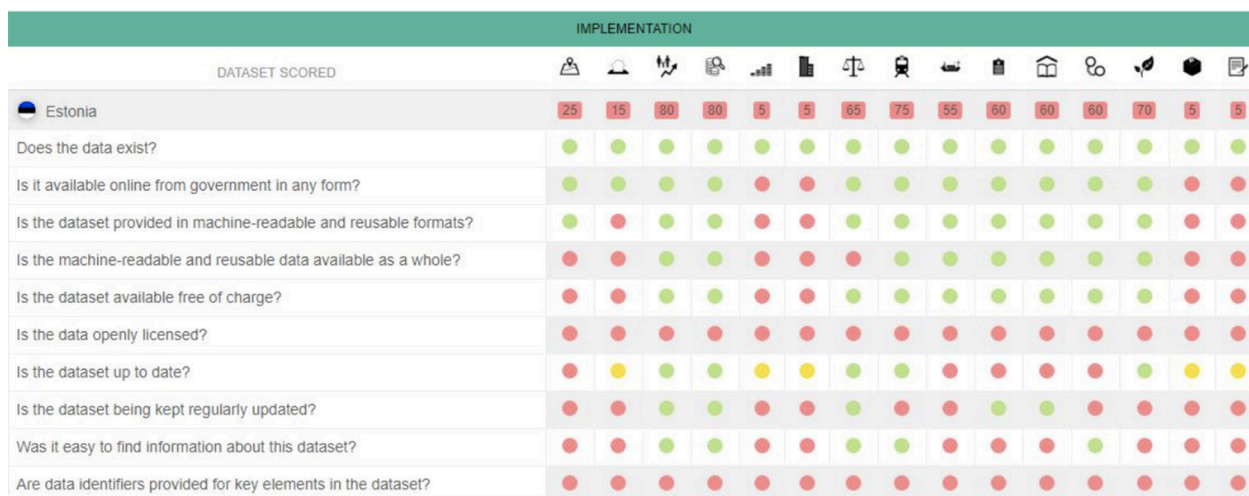 IMPLEMENTATION
DATASET SCORED
Estonia 25 15 80 80 5 5 65 75 55 60 60 60 70 5 5
Does the data exist?
Is it available online from government in any form?
Is the dataset provided in machine-readable and reusable formats?
Is the machine-readable and reusable data available as a whole?
Is the dataset available free of charge?
Is the data openly licensed?
Is the dataset up to date?
Is the dataset being kept regularly updated?
Was it easy to find information about this dataset?
Are data identifiers provided for key elements in the dataset?